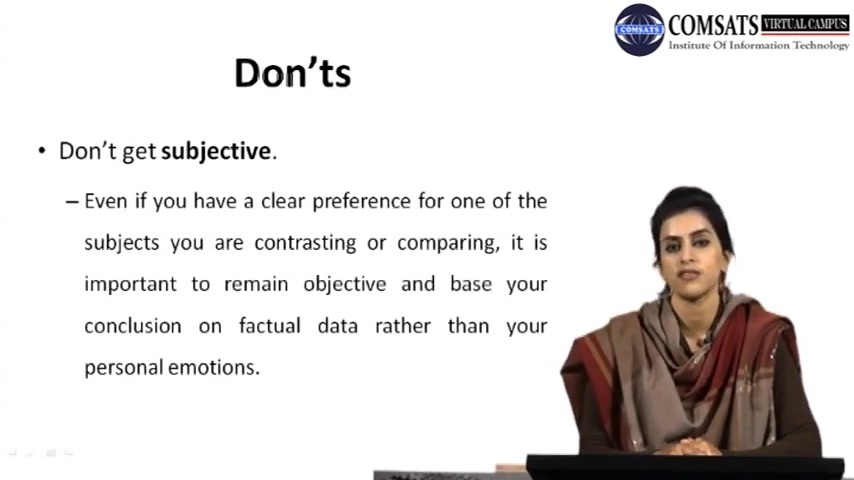 COMSATS VIRTUAL CAMPUS
Institute Of Information Technology
COMSATS
Don’ts
• Don’t get subjective.
– Even if you have a clear preference for one of the
subjects you are contrasting or comparing, it is
important to remain objective and base your
conclusion on factual data rather than your
personal emotions.